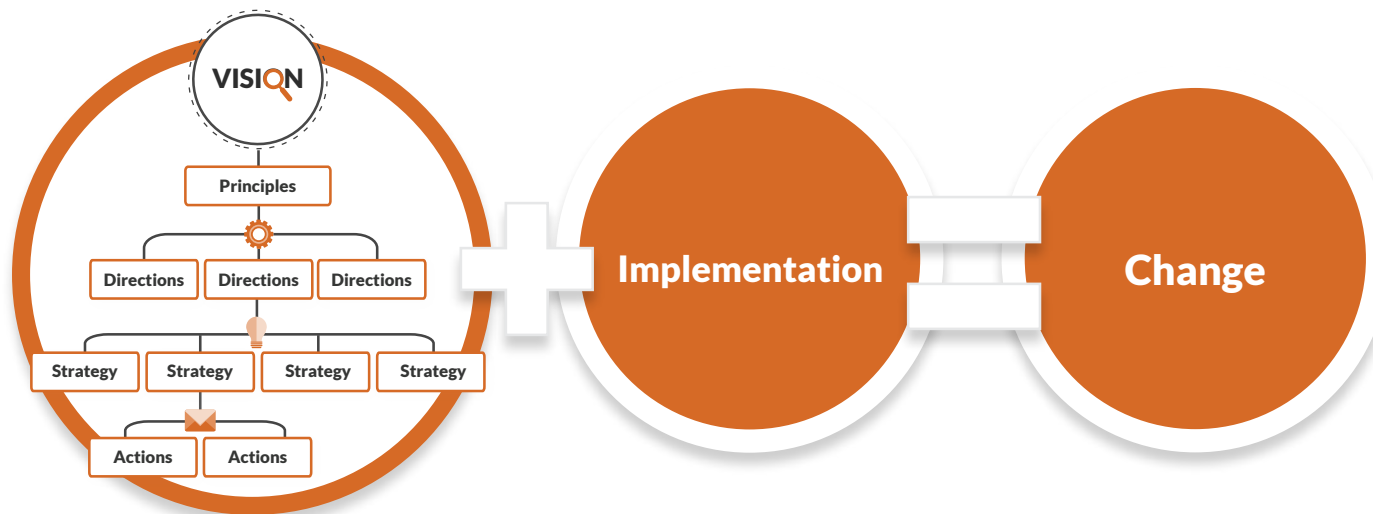 VISION
Principles
Directions Directions Directions
Implementation
Change
Strategy Strategy Strategy Strategy
Actions Actions